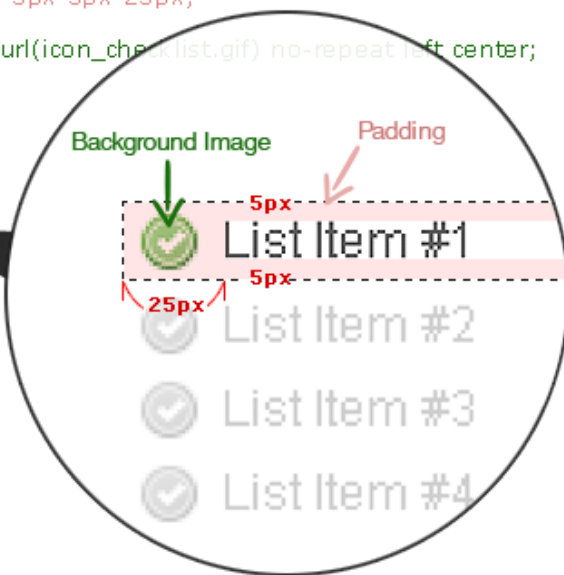 5px 5px 25px;
url(icon_checklist.gif) no-repeat left center;
Background Image
Padding
5px
List Item #1
5px
25px
List Item #2
List Item #3
List Item #4